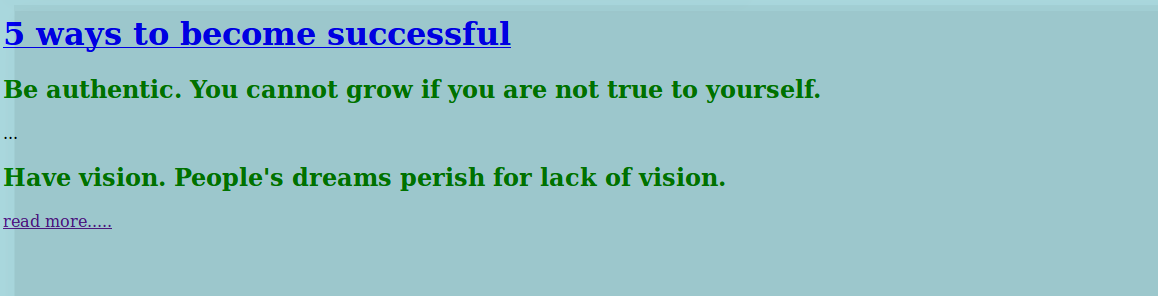 5 ways to become successful
Be authentic. You cannot grow if you are not true to yourself.
...
Have vision. People's dreams perish for lack of vision.
read more.....